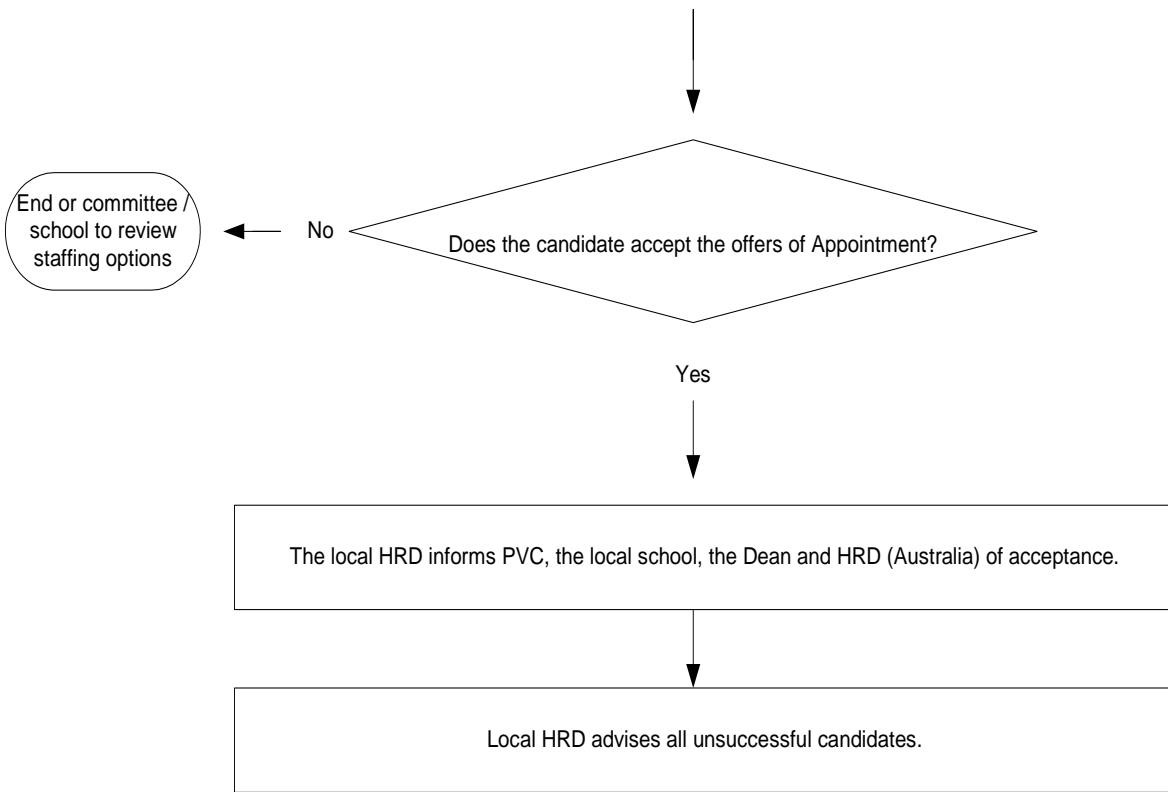 End or committee /
school to review
staffing options
No
Does the candidate accept the offers of Appointment?
Yes
The local HRD informs PVC, the local school, the Dean and HRD (Australia) of acceptance.
Local HRD advises all unsuccessful candidates.